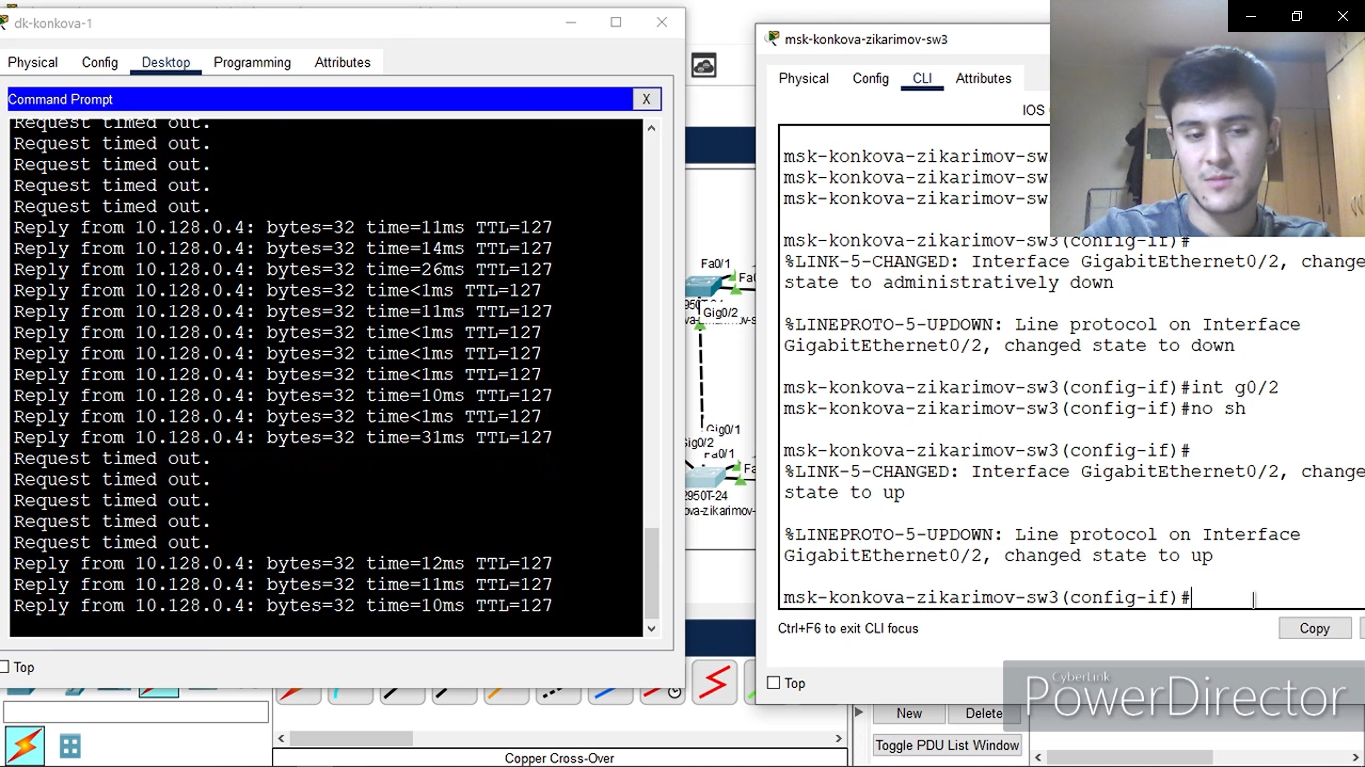 dk-konkova-1
Physical Config Desktop Programming Attributes
Command Prompt X
Request timed out.
Request timed out.
Request timed out.
Request timed out.
Request timed out.
Reply from 10.128.0.4: bytes=32 time=11ms TTL=127
Reply from 10.128.0.4: bytes=32 time=14ms TTL=127
Reply from 10.128.0.4: bytes=32 time=26ms TTL=127
Reply from 10.128.0.4: bytes=32 time<1ms TTL=127
Reply from 10.128.0.4: bytes=32 time=11ms TTL=127
Reply from 10.128.0.4: bytes=32 time<1ms TTL=127
Reply from 10.128.0.4: bytes=32 time<1ms TTL=127
Reply from 10.128.0.4: bytes=32 time<1ms TTL=127
Reply from 10.128.0.4: bytes=32 time=10ms TTL=127
Reply from 10.128.0.4: bytes=32 time<1ms TTL=127
Reply from 10.128.0.4: bytes=32 time=31ms TTL=127
Request timed out.
Request timed out.
Request timed out.
Request timed out.
Request timed out.
Reply from 10.128.0.4: bytes=32 time=12ms TTL=127
Reply from 10.128.0.4: bytes=32 time=11ms TTL=127
Reply from 10.128.0.4: bytes=32 time=10ms TTL=127
Top
Fa0/1
Fa0
Gig0/2
Gig0/1
Gig0/2
Fa0/1
2950T-24
msk-konkova-zikarimov-sw3
Physical Config CLI Attributes
IOS
msk-konkova-zikarimov-sw
msk-konkova-zikarimov-sw
msk-konkova-zikarimov-sw
msk-konkova-zikarimov-sw3(config-if)#
%LINK-5-CHANGED: Interface GigabitEthernet0/2, change
state to administratively down
%LINEPROTO-5-UPDOWN: Line protocol on Interface
GigabitEthernet0/2, changed state to down
msk-konkova-zikarimov-sw3(config-if)#int g0/2
msk-konkova-zikarimov-sw3(config-if)#no sh
msk-konkova-zikarimov-sw3(config-if)#
%LINK-5-CHANGED: Interface GigabitEthernet0/2, change
state to up
%LINEPROTO-5-UPDOWN: Line protocol on Interface
GigabitEthernet0/2, changed state to up
msk-konkova-zikarimov-sw3(config-if)#
Ctrl+F6 to exit CLI focus
Copy
Top
CyberLink
PowerDirector
New Delete
Toggle PDU List Window
Copper Cross-Over